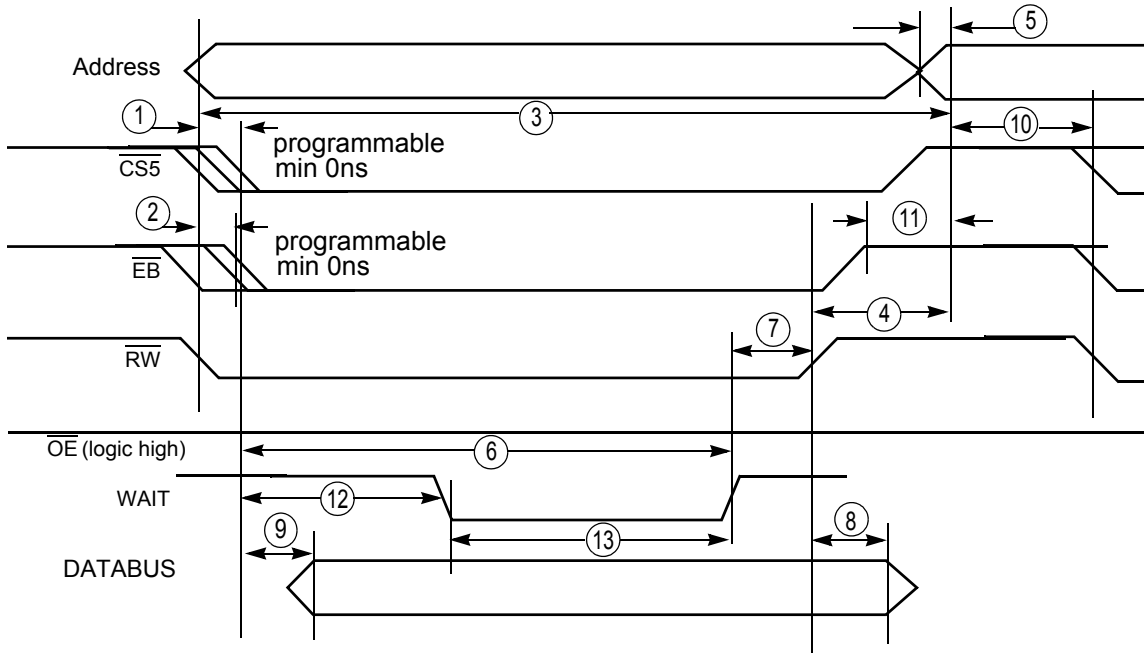 5
Address
1
3
10
programmable
min 0ns
CS5
2
11
programmable
min 0ns
EB
4
7
RW
OE (logic high)
6
WAIT
12
9
13
8
DATABUS